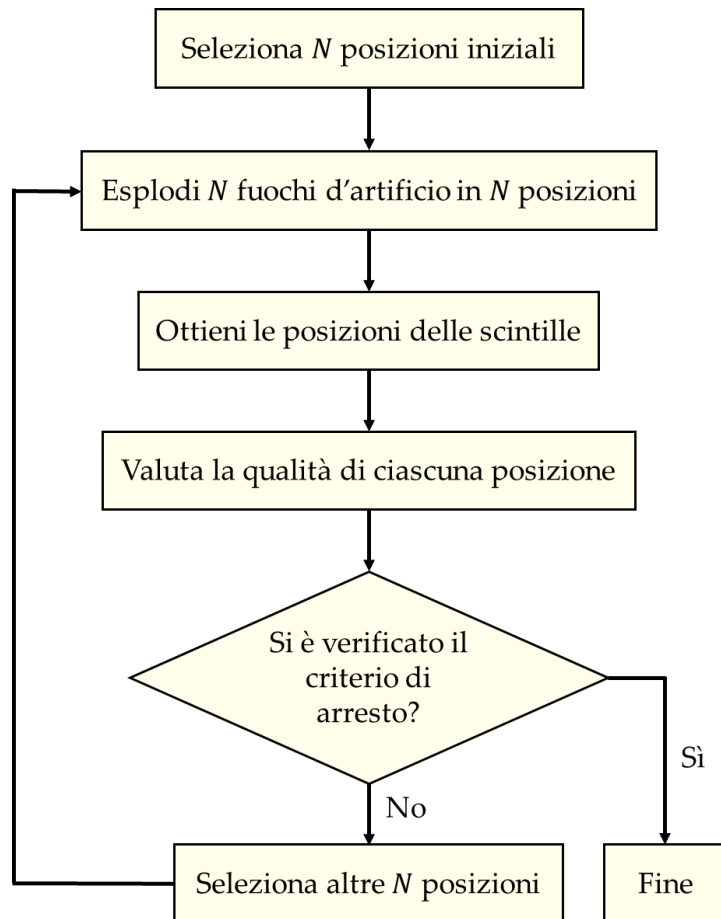 Seleziona N posizioni iniziali
Esplodi N fuochi d'artificio in N posizioni
Ottieni le posizioni delle scintille
Valuta la qualità di ciascuna posizione
Si è verificato il
criterio di
arresto?
Sì
No
Seleziona altre N posizioni
Fine